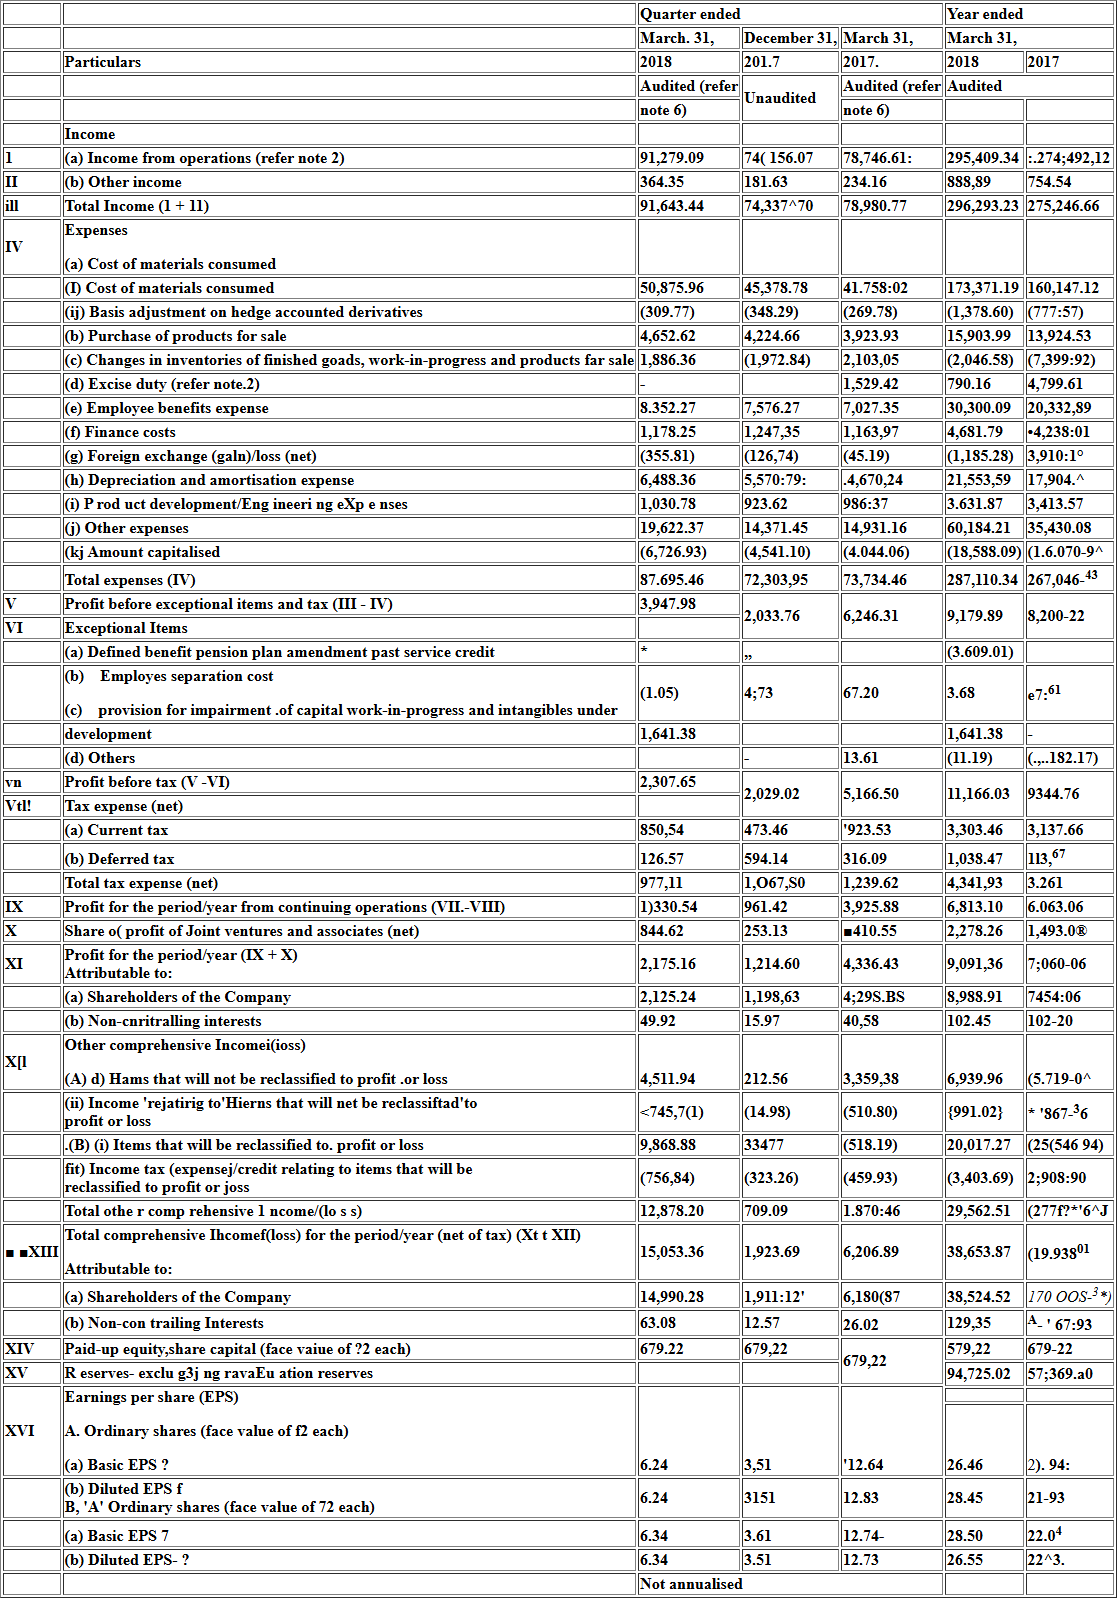 Quarter ended Year ended
March. 31, December 31, March 31, March 31,
Particulars 2018 201.7 2017. 2018 2017
Audited (refer Unaudited Audited (refer Audited
note 6) note 6)
Income
1 (a) Income from operations (refer note 2) 91,279.09 74( 156.07 78,746.61: 295,409.34 :.274;492,12
II (b) Other income 364.35 181.63 234.16 888,89 754.54
ill Total Income (1 + 11) 91,643.44 74,337^70 78,980.77 296,293.23 275,246.66
IV Expenses
(a) Cost of materials consumed
(I) Cost of materials consumed 50,875.96 45,378.78 41.758:02 173,371.19 160,147.12
(ij) Basis adjustment on hedge accounted derivatives (309.77) (348.29) (269.78) (1,378.60) (777:57)
(b) Purchase of products for sale 4,652.62 4,224.66 3,923.93 15,903.99 13,924.53
(c) Changes in inventories of finished goads, work-in-progress and products far sale 1,886.36 (1,972.84) 2,103,05 (2,046.58) (7,399:92)
(d) Excise duty (refer note.2) - 1,529.42 790.16 4,799.61
(e) Employee benefits expense 8.352.27 7,576.27 7,027.35 30,300.09 20,332,89
(f) Finance costs 1,178.25 1,247,35 1,163,97 4,681.79 •4,238:01
(g) Foreign exchange (galn)/loss (net) (355.81) (126,74) (45.19) (1,185.28) 3,910:1°
(h) Depreciation and amortisation expense 6,488.36 5,570:79: .4,670,24 21,553,59 17,904.^
(i) P rod uct development/Eng ineeri ng eXp e nses 1,030.78 923.62 986:37 3.631.87 3,413.57
(j) Other expenses 19,622.37 14,371.45 14,931.16 60,184.21 35,430.08
(kj Amount capitalised (6,726.93) (4,541.10) (4.044.06) (18,588.09) (1.6.070-9^
Total expenses (IV) 87.695.46 72,303,95 73,734.46 287,110.34 267,046-43
V Profit before exceptional items and tax (III - IV) 3,947.98 2,033.76 6,246.31 9,179.89 8,200-22
VI Exceptional Items
(a) Defined benefit pension plan amendment past service credit * „ (3.609.01)
(b) Employes separation cost (1.05) 4;73 67.20 3.68 e7:61
(c) provision for impairment .of capital work-in-progress and intangibles under
development 1,641.38 1,641.38 -
(d) Others - 13.61 (11.19) (.,..182.17)
vn Profit before tax (V -VI) 2,307.65 2,029.02 5,166.50 11,166.03 9344.76
Vtl! Tax expense (net)
(a) Current tax 850,54 473.46 '923.53 3,303.46 3,137.66
(b) Deferred tax 126.57 594.14 316.09 1,038.47 1l3,67
Total tax expense (net) 977,11 1,O67,S0 1,239.62 4,341,93 3.261
IX Profit for the period/year from continuing operations (VII.-VIII) 1)330.54 961.42 3,925.88 6,813.10 6.063.06
X Share o( profit of Joint ventures and associates (net) 844.62 253.13 ■410.55 2,278.26 1,493.0®
XI Profit for the period/year (IX + X) 2,175.16 1,214.60 4,336.43 9,091,36 7;060-06
Attributable to:
(a) Shareholders of the Company 2,125.24 1,198,63 4;29S.BS 8,988.91 7454:06
(b) Non-cnritralling interests 49.92 15.97 40,58 102.45 102-20
X[l Other comprehensive Incomei(ioss)
(A) d) Hams that will not be reclassified to profit .or loss 4,511.94 212.56 3,359,38 6,939.96 (5.719-0^
(ii) Income 'rejatirig to'Hierns that will net be reclassiftad'to <745,7(1) (14.98) (510.80) {991.02} * '867-36
profit or loss
.(B) (i) Items that will be reclassified to. profit or loss 9,868.88 33477 (518.19) 20,017.27 (25(546 94)
fit) Income tax (expensej/credit relating to items that will be (756,84) (323.26) (459.93) (3,403.69) 2;908:90
reclassified to profit or joss
Total othe r comp rehensive 1 ncome/(lo s s) 12,878.20 709.09 1.870:46 29,562.51 (277f?*'6^J
■ ■XIII Total comprehensive Ihcomef(loss) for the period/year (net of tax) (Xt t XII) 15,053.36 1,923.69 6,206.89 38,653.87 (19.93801
Attributable to:
(a) Shareholders of the Company 14,990.28 1,911:12' 6,180(87 38,524.52 170 OOS-3*)
(b) Non-con trailing Interests 63.08 12.57 26.02 129,35 A- ' 67:93
XIV Paid-up equity,share capital (face vaiue of ?2 each) 679.22 679,22 679,22 579,22 679-22
XV R eserves- exclu g3j ng ravaEu ation reserves 94,725.02 57;369.a0
XVI Earnings per share (EPS)
A. Ordinary shares (face value of f2 each)
(a) Basic EPS ? 6.24 3,51 '12.64 26.46 2). 94:
(b) Diluted EPS f 6.24 3151 12.83 28.45 21-93
B, 'A' Ordinary shares (face value of 72 each)
(a) Basic EPS 7 6.34 3.61 12.74- 28.50 22.04
(b) Diluted EPS- ? 6.34 3.51 12.73 26.55 22^3.
Not annualised